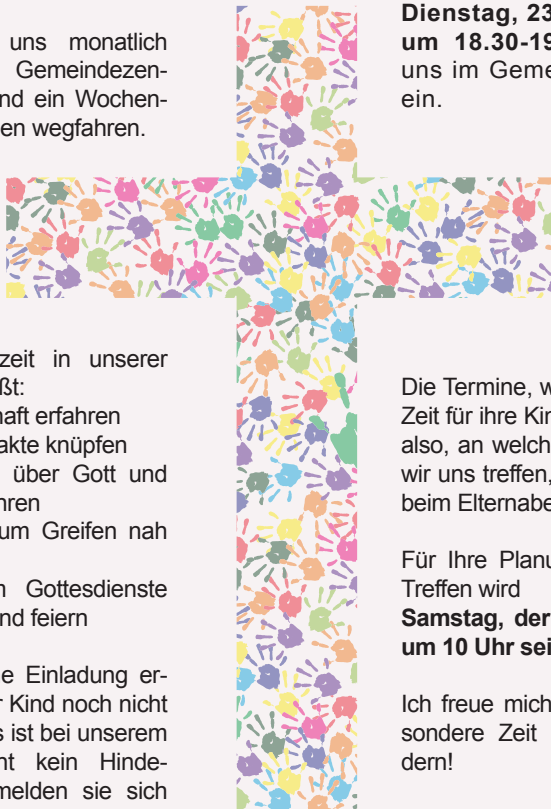 uns monatlich
Gemeindezen-
nd ein Wochen-
en wegfahren.
zeit in unserer
ßt:
haft erfahren
akte knüpfen
über Gott und
hren
um Greifen nah
n Gottesdienste
nd feiern
e Einladung er-
r Kind noch nicht
s ist bei unserem
nt kein Hinde-
melden sie sich
Dienstag, 23
um 18.30-19
uns im Geme
ein.
Die Termine, w
Zeit für ihre Kin
also, an welch
wir uns treffen,
beim Elternabe
Für Ihre Planu
Treffen wird
Samstag, der
um 10 Uhr sei
Ich freue mich
sondere Zeit
dern!